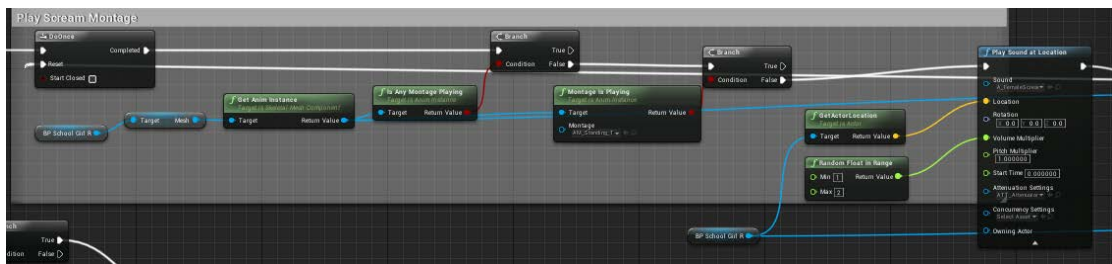 Play Scream Montage
DoOnce
Completed
Reset
Start Closed
Branch
True
Condition
False
Branch
True
Condition
False
Play Sound at Location
Sound
Location
Rotation
X 0.0 Y 0.0 Z 0.0
Volume Multiplier
Pitch Multiplier
1.000000
Start Time 0.000000
Attenuation Settings
Concurrency Settings
Select Asset
Owning Actor
Get Anim Instance
Target is Skeletal Mesh Component
Target
Return Value
Is Any Montage Playing
Target is Anim Instance
Target
Return Value
Montage Is Playing
Target is Anim Instance
Target
Return Value
Montage
BP School Girl R
Target
Mesh
GetActorLocation
Target is Actor
Target
Return Value
Random Float in Range
Min 1
Return Value
Max 2
BP School Girl R
True
False